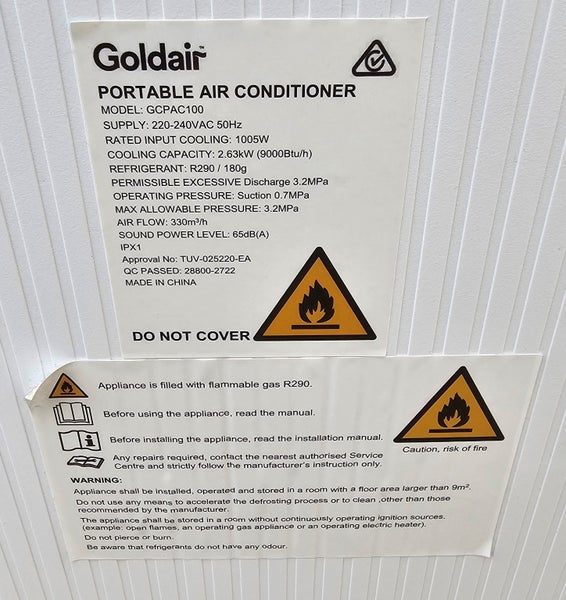 Goldair™
PORTABLE AIR CONDITIONER
MODEL: GCPAC100
SUPPLY: 220-240VAC 50Hz
RATED INPUT COOLING: 1005W
COOLING CAPACITY: 2.63kW (9000Btu/h)
REFRIGERANT: R290 / 180g
PERMISSIBLE EXCESSIVE Discharge 3.2MPa
OPERATING PRESSURE: Suction 0.7MPa
MAX ALLOWABLE PRESSURE: 3.2MPa
AIR FLOW: 330m³/h
SOUND POWER LEVEL: 65dB(A)
IPX1
Approval No: TUV-025220-EA
QC PASSED: 28800-2722
MADE IN CHINA
DO NOT COVER
Appliance is filled with flammable gas R290.
Before using the appliance, read the manual.
Before installing the appliance, read the installation manual.
Any repairs required, contact the nearest authorised Service
Centre and strictly follow the manufacturer's instruction only.
Caution, risk of fire
WARNING:
Appliance shall be installed, operated and stored in a room with a floor area larger than 9m².
Do not use any means to accelerate the defrosting process or to clean ,other than those
recommended by the manufacturer.
The appliance shall be stored in a room without continuously operating ignition sources.
(example: open flames, an operating gas appliance or an operating electric heater).
Do not pierce or burn.
Be aware that refrigerants do not have any odour.